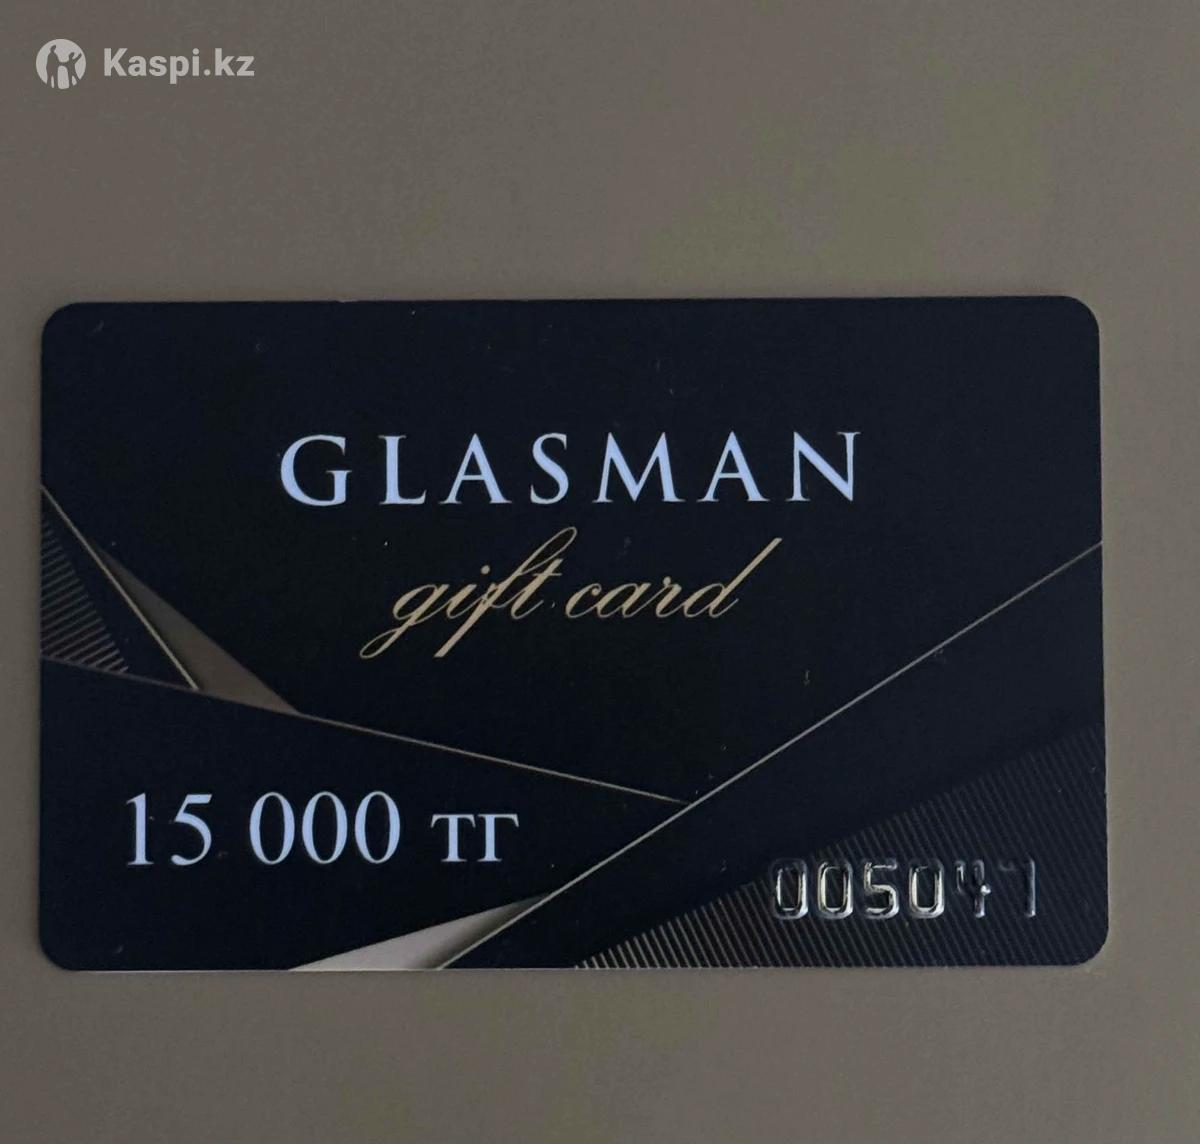 Kaspi.kz
GLASMAN
gift card
15 000 тг
005047